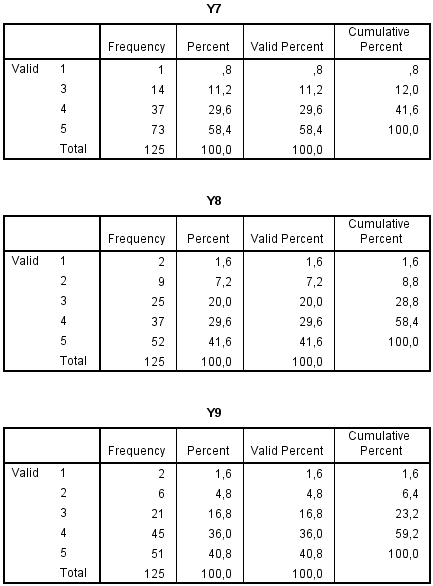 Y7
Frequency Percent Valid Percent Cumulative Percent
Valid 1 1 ,8 ,8 ,8
3 14 11,2 11,2 12,0
4 37 29,6 29,6 41,6
5 73 58,4 58,4 100,0
Total 125 100,0 100,0
Y8
Frequency Percent Valid Percent Cumulative Percent
Valid 1 2 1,6 1,6 1,6
2 9 7,2 7,2 8,8
3 25 20,0 20,0 28,8
4 37 29,6 29,6 58,4
5 52 41,6 41,6 100,0
Total 125 100,0 100,0
Y9
Frequency Percent Valid Percent Cumulative Percent
Valid 1 2 1,6 1,6 1,6
2 6 4,8 4,8 6,4
3 21 16,8 16,8 23,2
4 45 36,0 36,0 59,2
5 51 40,8 40,8 100,0
Total 125 100,0 100,0